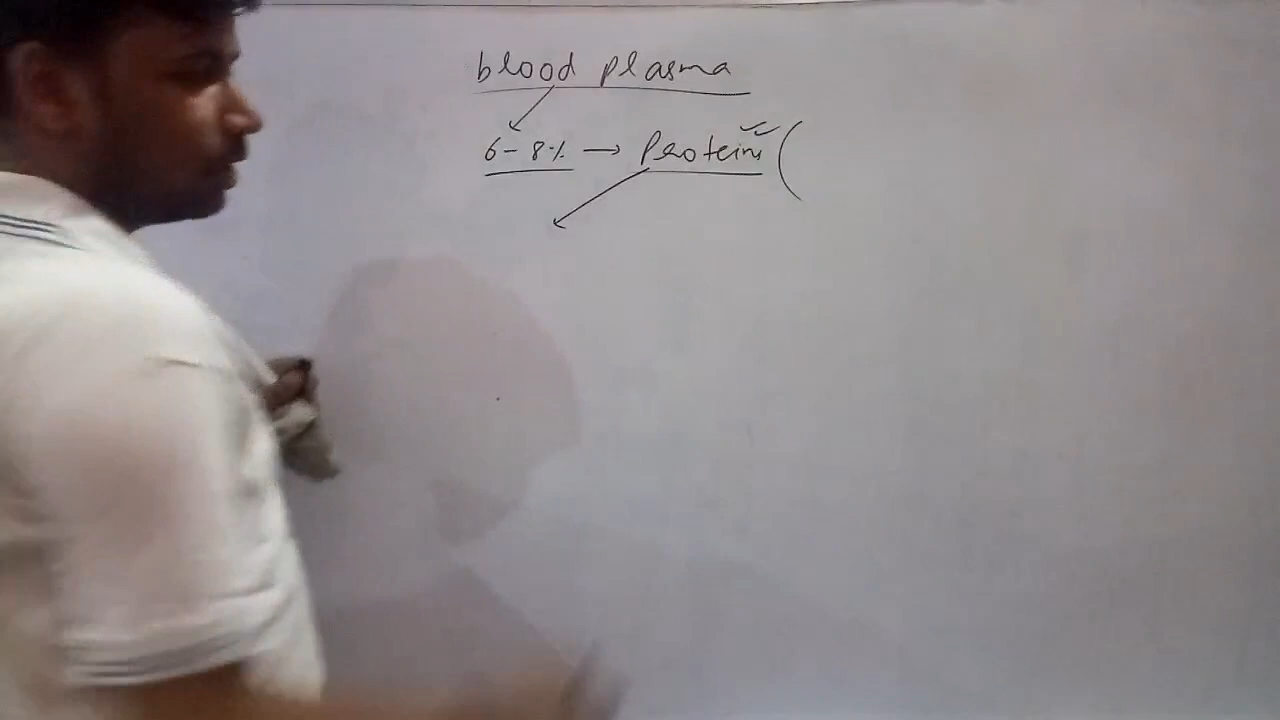 blood plasma
6-8% → Proteins (